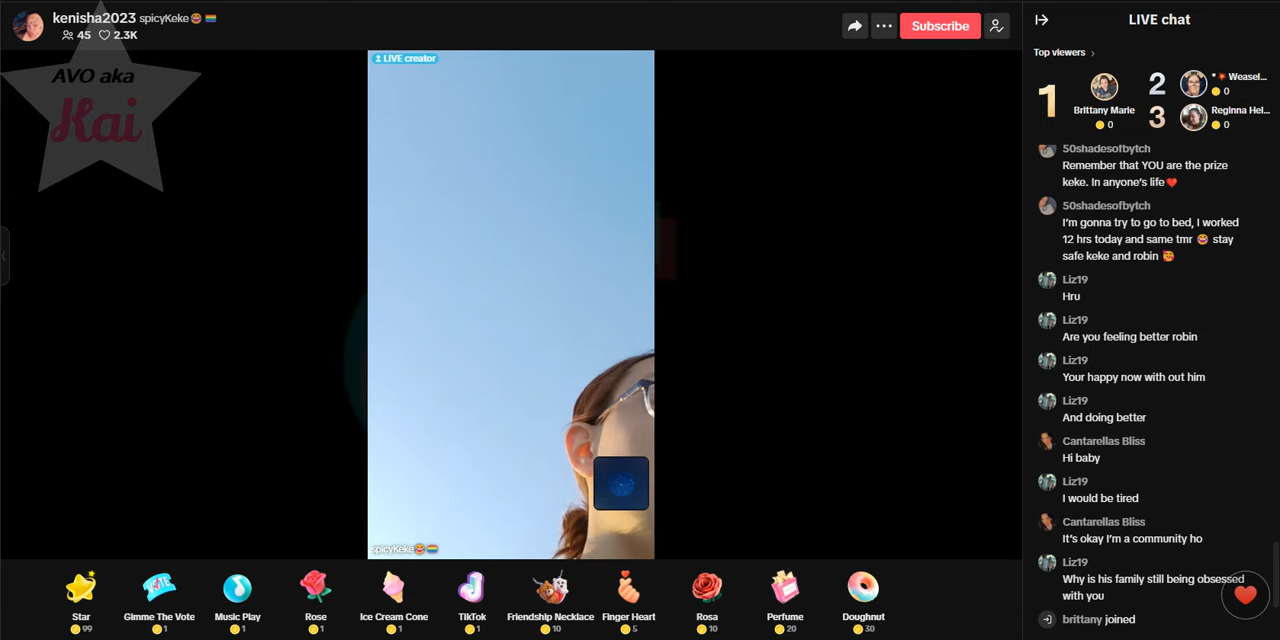 kenisha2023 spicyKeke
45 2.3K
AVO aka
Kai
LIVE creator
spicyKeke
Subscribe
LIVE chat
Top viewers
1
Brittany Marie
0
2
Weasel...
0
3
Reginna Hel...
0
50shadesofbytch
Remember that YOU are the prize
keke. In anyone's life❤️
50shadesofbytch
I'm gonna try to go to bed, I worked
12 hrs today and same tmr 😂 stay
safe keke and robin 🥰
Liz19
Hru
Liz19
Are you feeling better robin
Liz19
Your happy now with out him
Liz19
And doing better
Cantarellas Bliss
Hi baby
Liz19
I would be tired
Cantarellas Bliss
It's okay I'm a community ho
Liz19
Why is his family still being obsessed
with you
brittany joined
VOTE
Star
99
Gimme The Vote
1
Music Play
1
Rose
1
Ice Cream Cone
1
TikTok
1
Friendship Necklace
10
Finger Heart
5
Rosa
10
Perfume
20
Doughnut
30